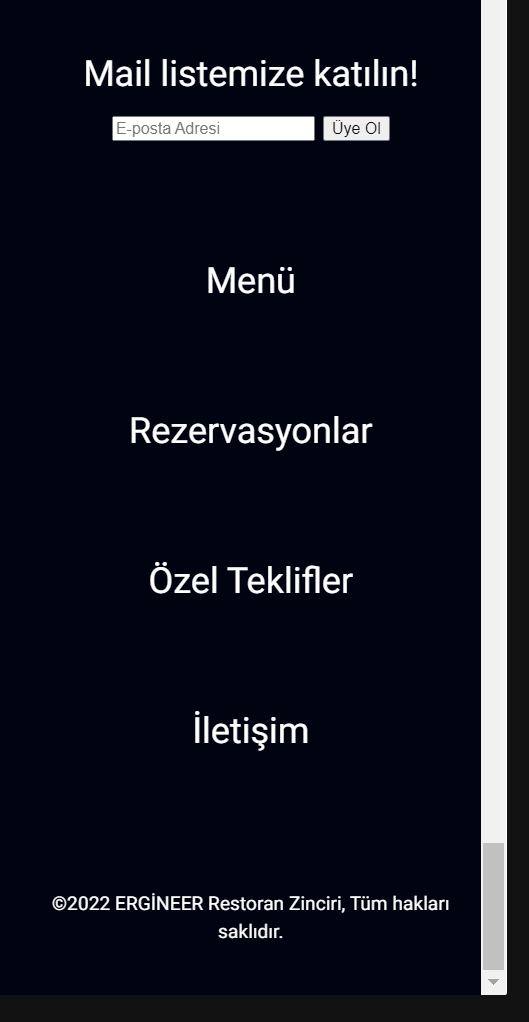 Mail listemize katılın!
E-posta Adresi Üye Ol
Menü
Rezervasyonlar
Özel Teklifler
İletişim
©2022 ERGİNEER Restoran Zinciri, Tüm hakları
saklıdır.